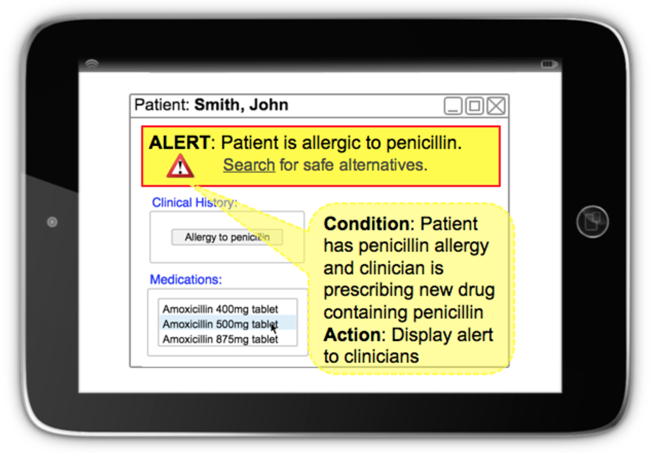 Patient: Smith, John
ALERT: Patient is allergic to penicillin.
Search for safe alternatives.
Clinical History:
Allergy to penicillin
Medications:
Amoxicillin 400mg tablet
Amoxicillin 500mg tablet
Amoxicillin 875mg tablet
Condition: Patient
has penicillin allergy
and clinician is
prescribing new drug
containing penicillin
Action: Display alert
to clinicians